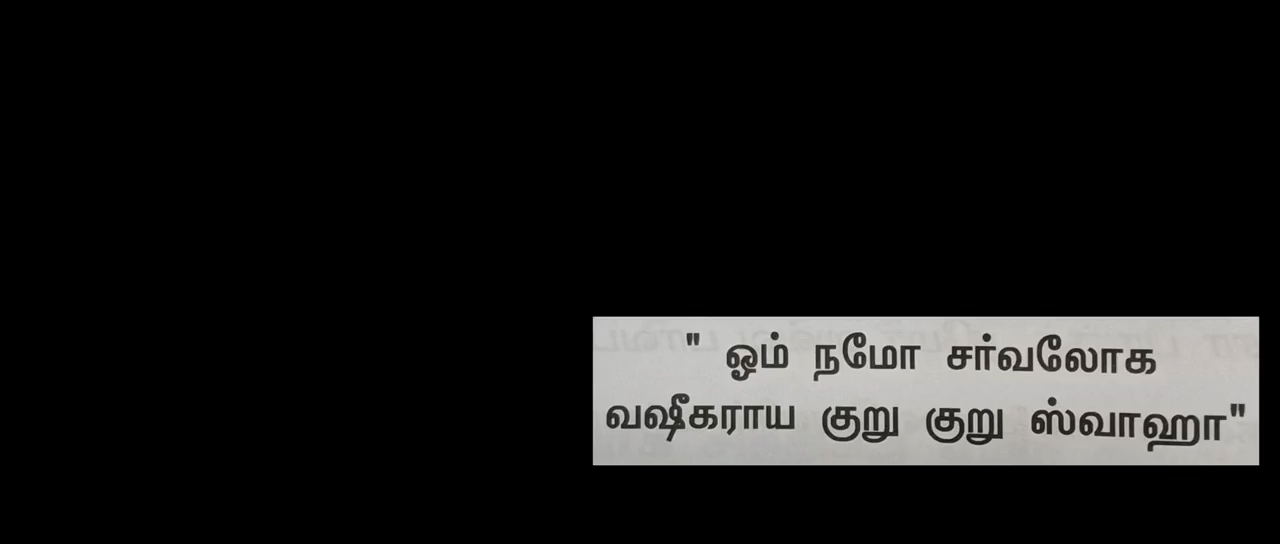 " ஓம் நமோ சர்வலோக
வஷீகராய குறு குறு ஸ்வாஹா"